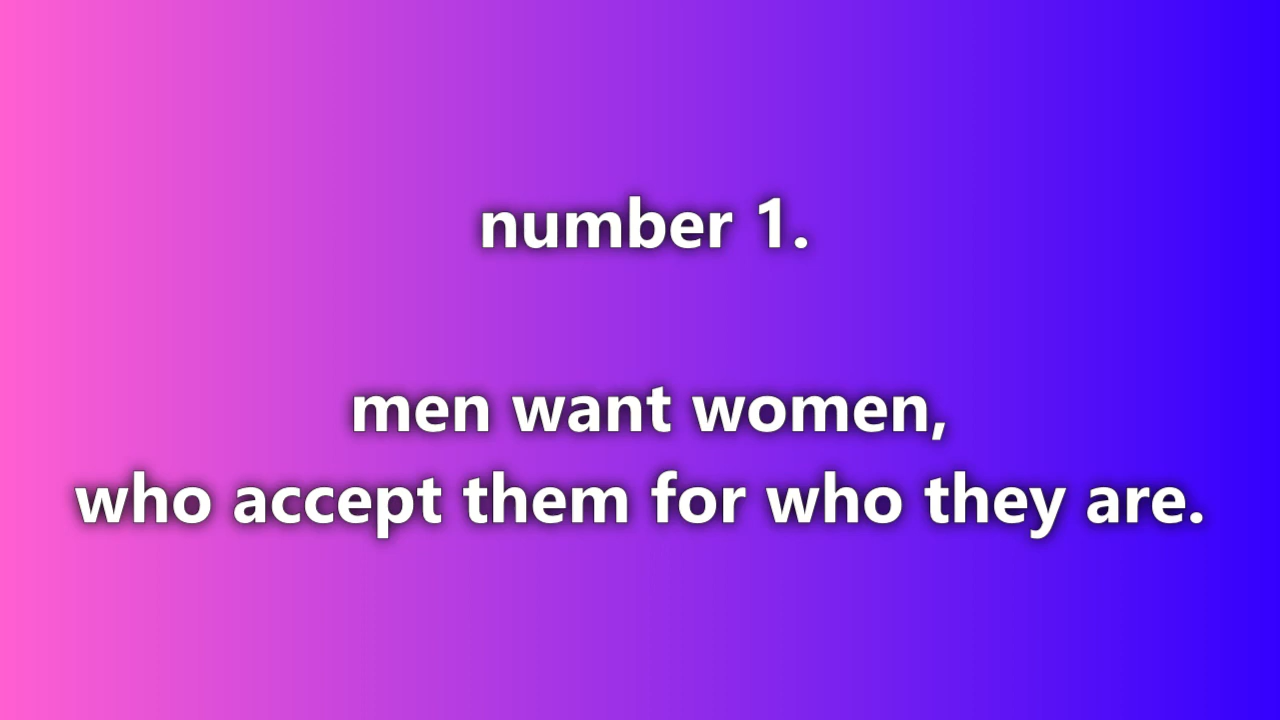 number 1.
men want women,
who accept them for who they are.